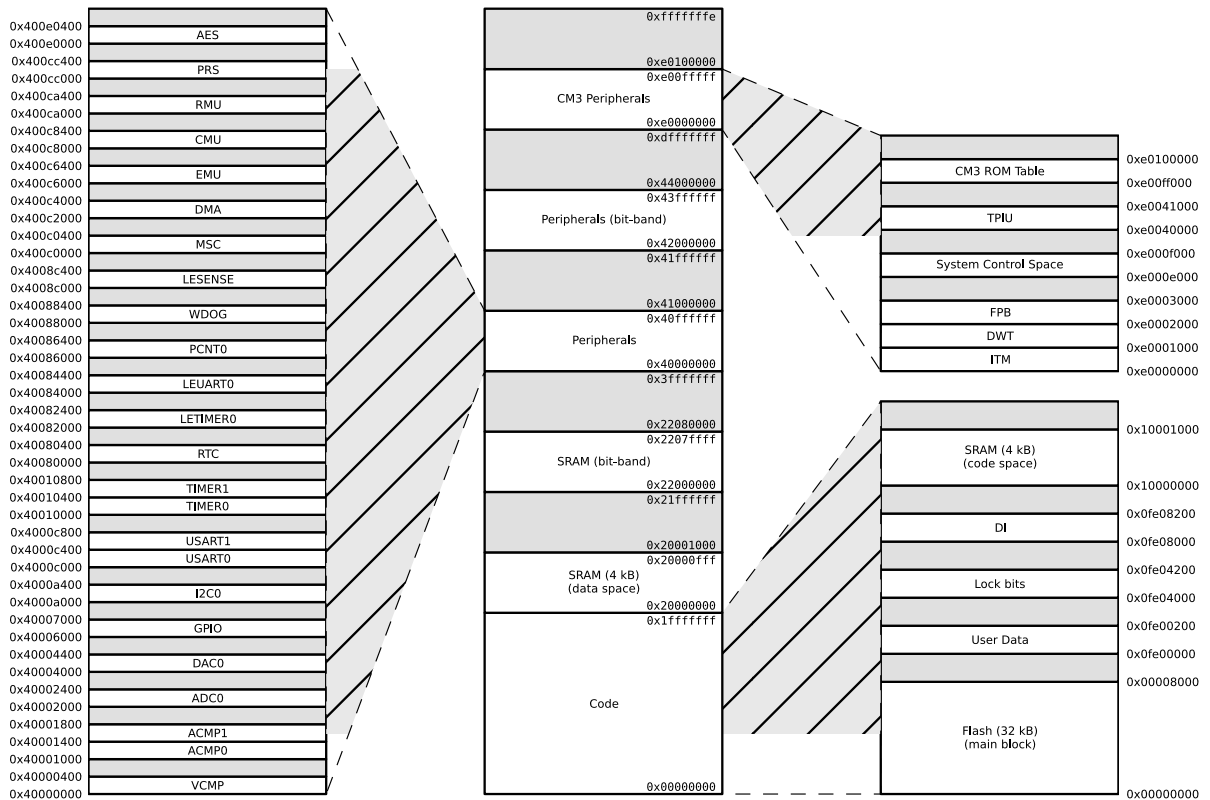 0x400e0400
AES
0x400e0000
0x400cc400
PRS
0x400cc000
0x400ca400
RMU
0x400ca000
0x400c8400
CMU
0x400c8000
0x400c6400
EMU
0x400c6000
0x400c4000
DMA
0x400c2000
0x400c0400
MSC
0x400c0000
0x4008c400
LESENSE
0x4008c000
0x40088400
WDOG
0x40088000
0x40086400
PCNT0
0x40086000
0x40084400
LEUART0
0x40084000
0x40082400
LETIMER0
0x40082000
0x40080400
RTC
0x40080000
0x40010800
TIMER1
0x40010400
TIMER0
0x40010000
0x4000c800
USART1
0x4000c400
USART0
0x4000c000
0x4000a400
I2C0
0x4000a000
0x40007000
GPIO
0x40006000
0x40004400
DAC0
0x40004000
0x40002400
ADC0
0x40002000
0x40001800
ACMP1
0x40001400
ACMP0
0x40001000
0x40000400
VCMP
0x40000000
0xfffffffe
0xe0100000
0xe00fffff
CM3 Peripherals
0xe0000000
0xdfffffff
0x44000000
0x43ffffff
Peripherals (bit-band)
0x42000000
0x41ffffff
0x41000000
0x40ffffff
Peripherals
0x40000000
0x3fffffff
0x22080000
0x2207ffff
SRAM (bit-band)
0x22000000
0x21ffffff
0x20001000
0x20000fff
SRAM (4 kB)
(data space)
0x20000000
0x1fffffff
Code
0x00000000
0xe0100000
CM3 ROM Table
0xe00ff000
0xe0041000
TPIU
0xe0040000
0xe000f000
System Control Space
0xe000e000
0xe0003000
FPB
0xe0002000
DWT
0xe0001000
ITM
0xe0000000
0x10001000
SRAM (4 kB)
(code space)
0x10000000
0x0fe08200
DI
0x0fe08000
0x0fe04200
Lock bits
0x0fe04000
0x0fe00200
User Data
0x0fe00000
0x00008000
Flash (32 kB)
(main block)
0x00000000